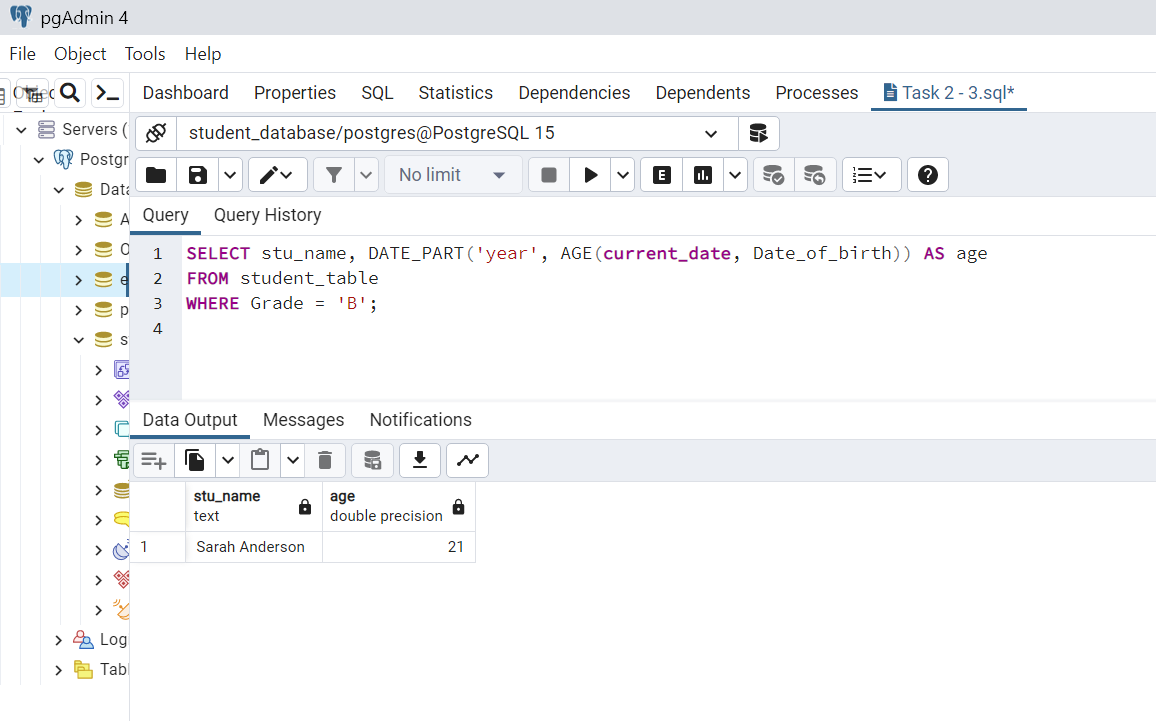 pgAdmin 4
File Object Tools Help
Dashboard Properties SQL Statistics Dependencies Dependents Processes Task 2 - 3.sql*
Servers (
student_database/postgres@PostgreSQL 15
Postgr
No limit
E
Data
Query Query History
A
1 SELECT stu_name, DATE_PART('year', AGE(current_date, Date_of_birth)) AS age
2 FROM student_table
3 WHERE Grade = 'B';
4
e
p
s
Data Output Messages Notifications
stu_name age
text double precision
1 Sarah Anderson 21
Log
Tabl